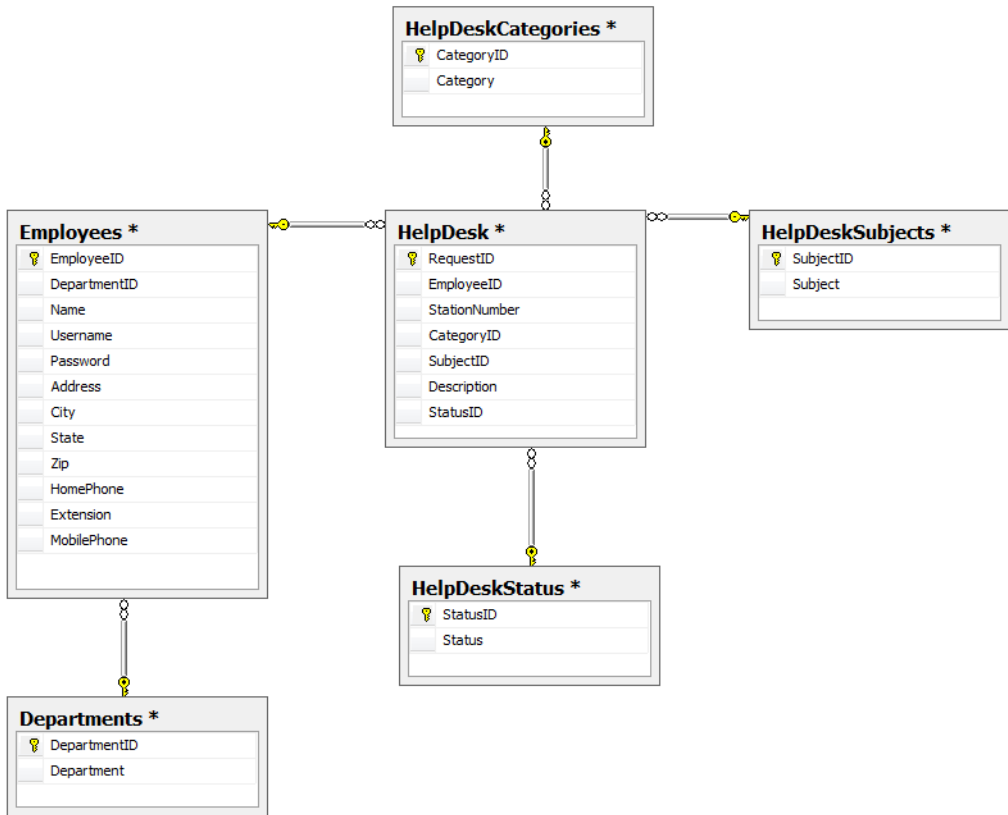 HelpDeskCategories *
CategoryID
Category
Employees *
EmployeeID
DepartmentID
Name
Username
Password
Address
City
State
Zip
HomePhone
Extension
MobilePhone
HelpDesk *
RequestID
EmployeeID
StationNumber
CategoryID
SubjectID
Description
StatusID
HelpDeskSubjects *
SubjectID
Subject
HelpDeskStatus *
StatusID
Status
Departments *
DepartmentID
Department